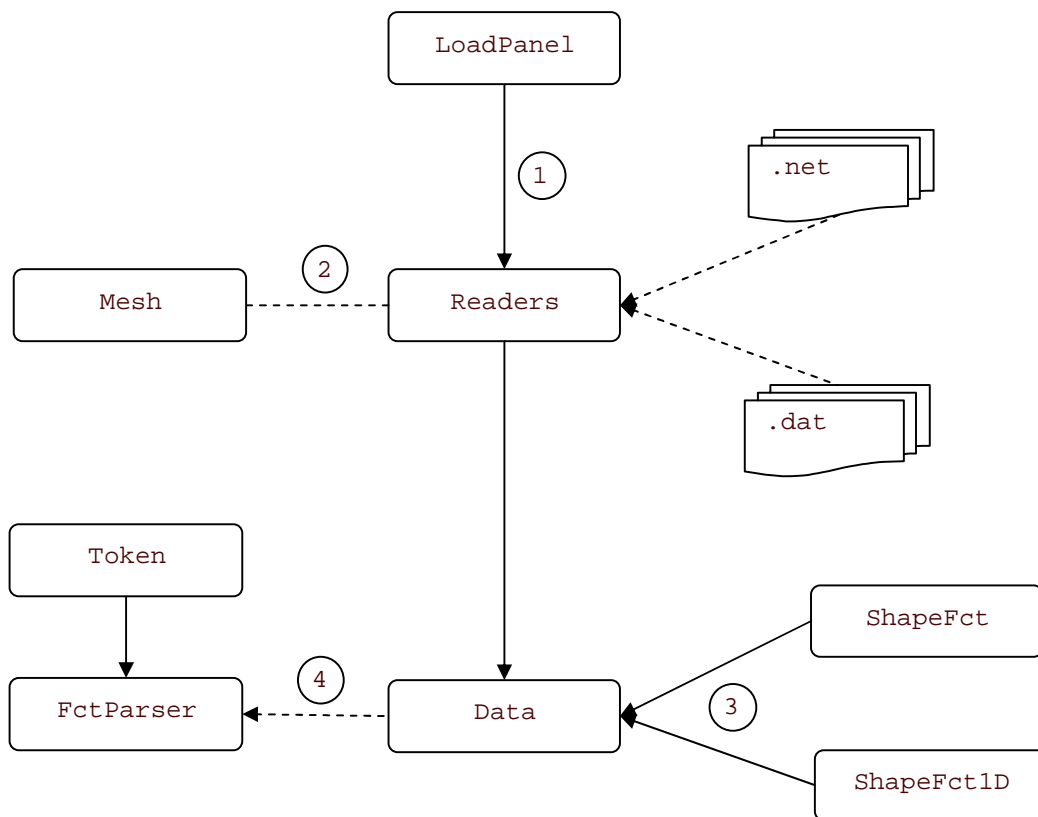 LoadPanel
1
.net
2
Mesh
Readers
.dat
Token
ShapeFct
4
3
FctParser
Data
ShapeFct1D